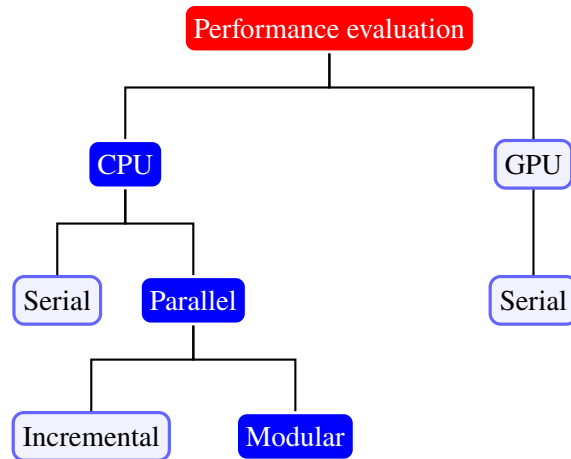 Performance evaluation
CPU
GPU
Serial
Parallel
Serial
Incremental
Modular